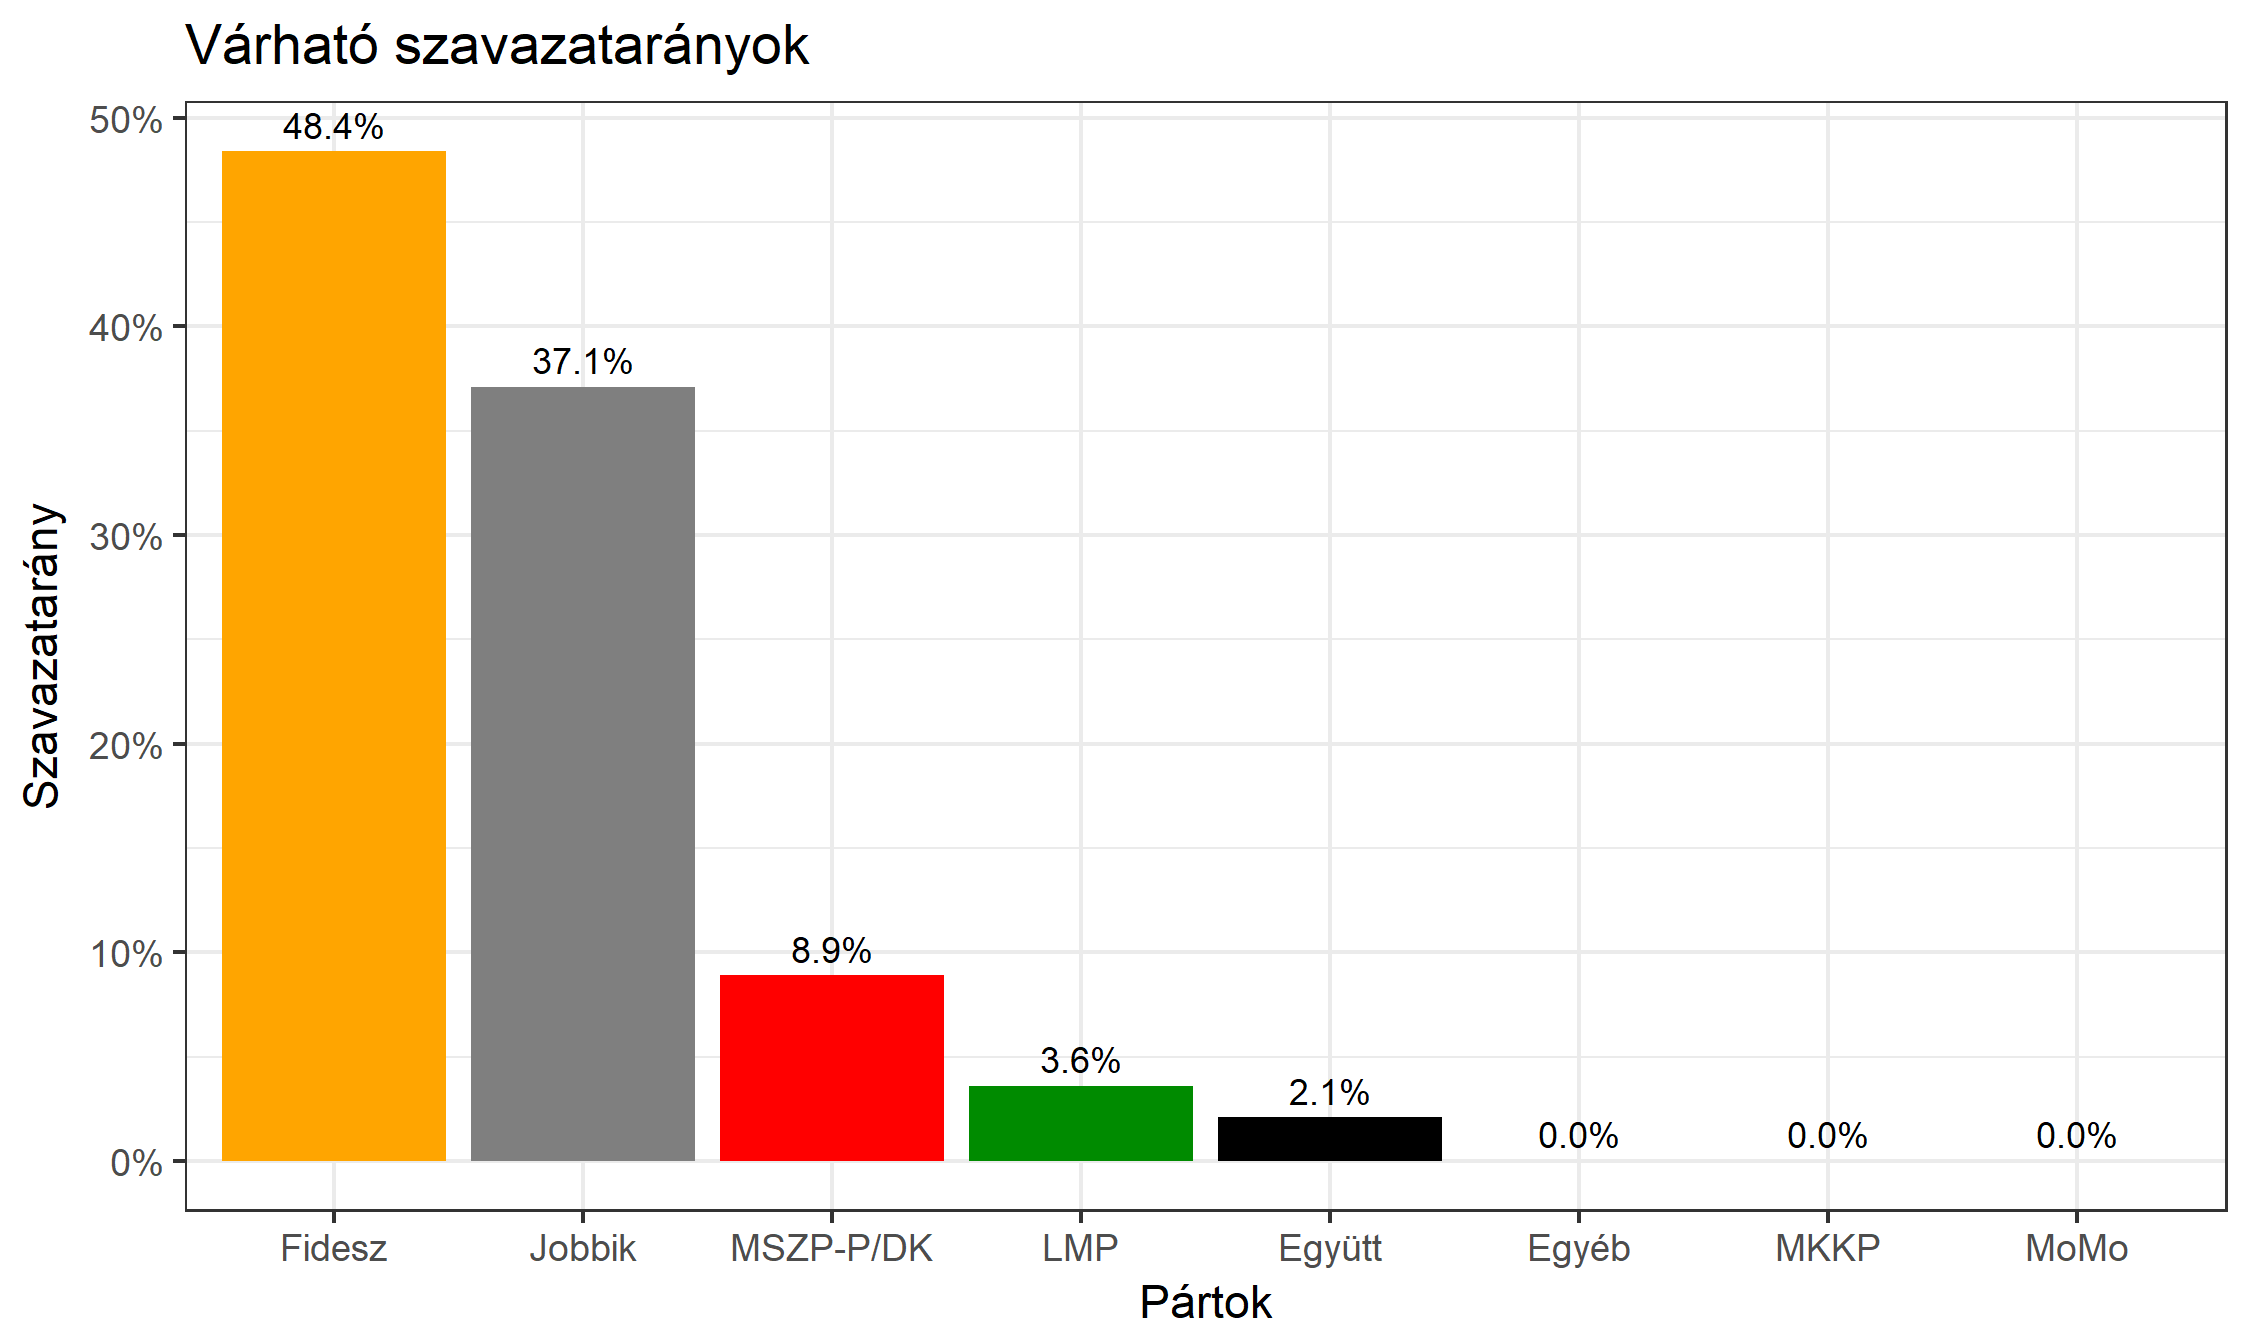 Várható szavazatarányok
Szavazatarány
50%
40%
30%
20%
10%
0%
48.4%
37.1%
8.9%
3.6%
2.1%
0.0%
0.0%
0.0%
Fidesz
Jobbik
MSZP-P/DK
LMP
Együtt
Egyéb
MKKP
MoMo
Pártok